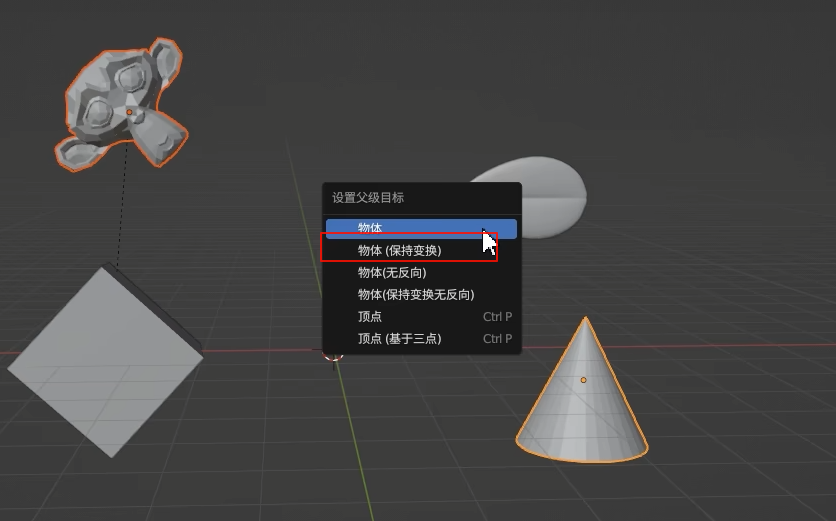 设置父级目标
物体
物体 (保持变换)
物体(无反向)
物体(保持变换无反向)
顶点 Ctrl P
顶点 (基于三点) Ctrl P